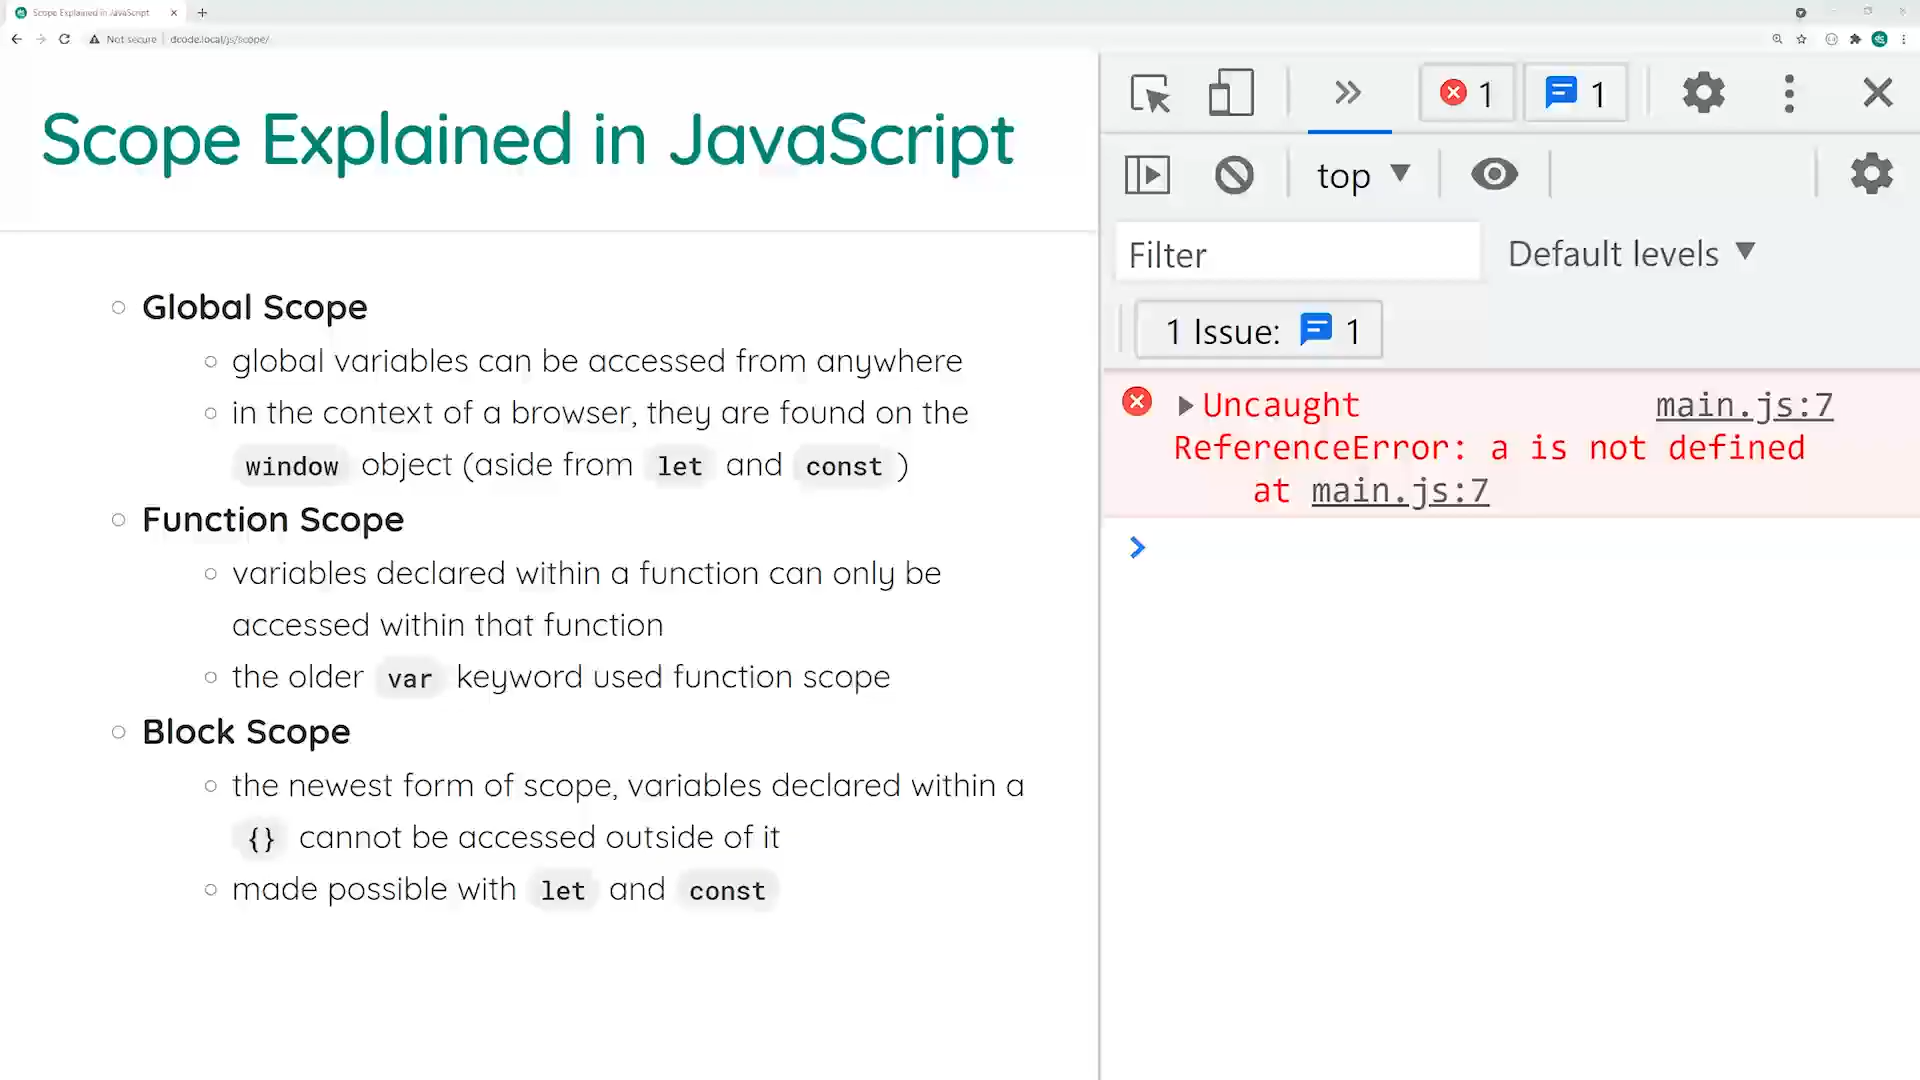 Scope Explained in JavaScript
Not secure dcode.local/js/scope/
Scope Explained in JavaScript
Global Scope
global variables can be accessed from anywhere
in the context of a browser, they are found on the
window object (aside from let and const )
Function Scope
variables declared within a function can only be
accessed within that function
the older var keyword used function scope
Block Scope
the newest form of scope, variables declared within a
{} cannot be accessed outside of it
made possible with let and const
1 1
top
Filter Default levels
1 Issue: 1
Uncaught main.js:7
ReferenceError: a is not defined
at main.js:7